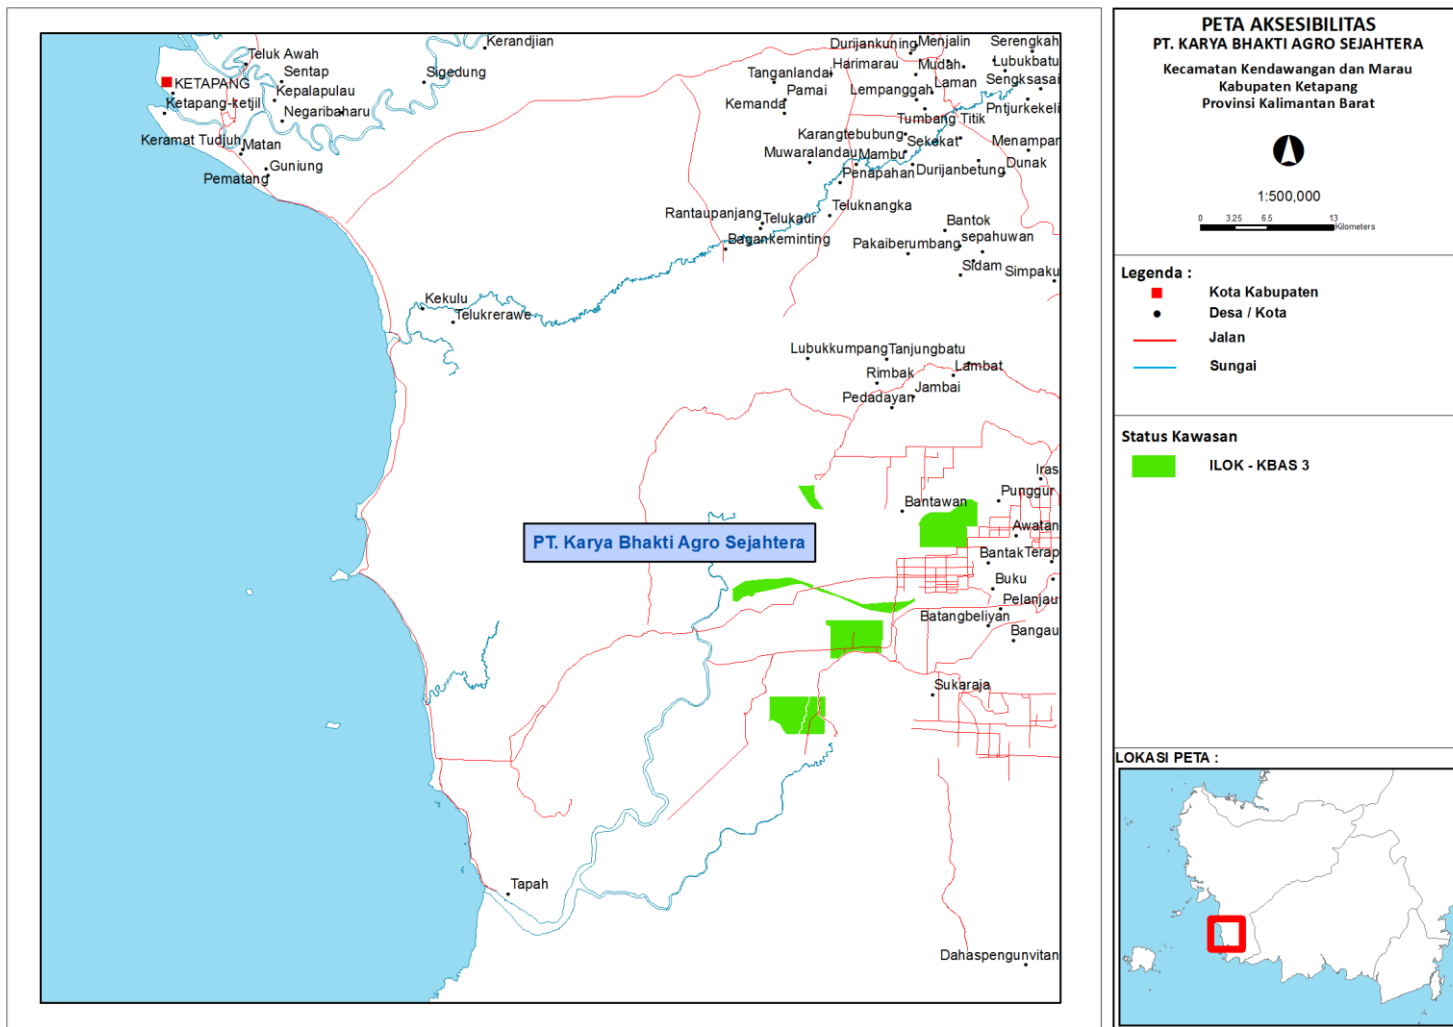 PETA AKSESIBILITAS
PT. KARYA BHAKTI AGRO SEJAHTERA
Kecamatan Kendawangan dan Marau
Kabupaten Ketapang
Provinsi Kalimantan Barat
1:500,000
0 3.25 6.5 13
Kilometers
Legenda :
Kota Kabupaten
Desa / Kota
Jalan
Sungai
Status Kawasan
ILOK - KBAS 3
LOKASI PETA :
Kerandjian
Teluk Awah
Sentap
Sigedung
KETAPANG
Kepalapulau
Ketapang-ketjil
Negaribaharu
Keramat Tudjuh
Matan
Guniung
Pematang
Durijankuning
Menjalin
Serengkah
Harimarau
Mudah
Lubukbatu
Tanganlandai
Pamai
Laman
Sengksasai
Kemanda
Lempanggah
Pntjurkekeli
Tumbang Titik
Karangtebubung
Sekekat
Menampar
Muwaralandau
Mambu
Durijanbetung
Dunak
Penapahan
Rantaupanjang
Telukaur
Teluknangka
Bagankeminting
Bantok
Pakaiberumbang
sepahuwan
Sidam
Simpaku
Kekulu
Telukrerawe
Lubukkumpang
Tanjungbatu
Lambat
Rimbak
Jambai
Pedadayan
Iras
Punggur
Bantawan
Awatan
PT. Karya Bhakti Agro Sejahtera
Bantak
Terap
Buku
Pelanjau
Batangbeliyan
Bangau
Sukaraja
Tapah
Dahaspengunvitan